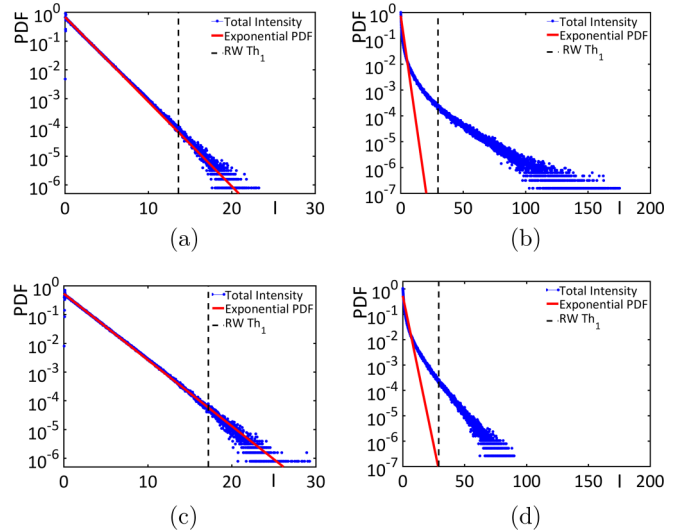 PDF
10^0
10^-1
10^-2
10^-3
10^-4
10^-5
10^-6
0 10 20 I 30
Total Intensity
Exponential PDF
RW Th_1
(a)
PDF
10^0
10^-1
10^-2
10^-3
10^-4
10^-5
10^-6
10^-7
0 50 100 150 I 200
Total Intensity
Exponential PDF
RW Th_1
(b)
PDF
10^0
10^-1
10^-2
10^-3
10^-4
10^-5
10^-6
0 10 20 I 30
Total Intensity
Exponential PDF
RW Th_1
(c)
PDF
10^0
10^-1
10^-2
10^-3
10^-4
10^-5
10^-6
10^-7
0 50 100 150 I 200
Total Intensity
Exponential PDF
RW Th_1
(d)